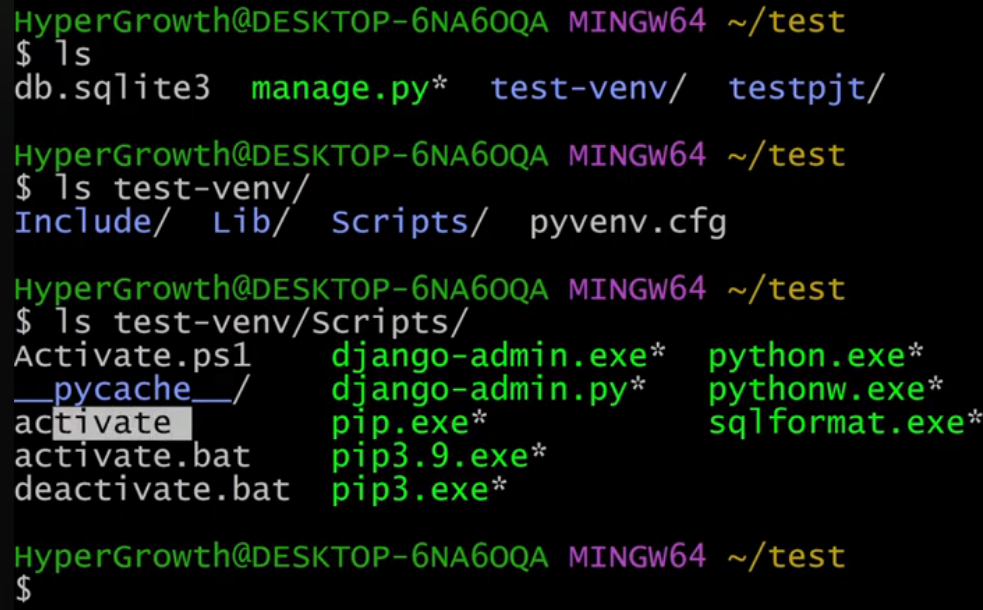 HyperGrowth@DESKTOP-6NA6OQA MINGW64 ~/test
$ ls
db.sqlite3  manage.py*  test-venv/  testpjt/
HyperGrowth@DESKTOP-6NA6OQA MINGW64 ~/test
$ ls test-venv/
Include/  Lib/  Scripts/  pyvenv.cfg
HyperGrowth@DESKTOP-6NA6OQA MINGW64 ~/test
$ ls test-venv/Scripts/
Activate.ps1    django-admin.exe*  python.exe*
__pycache__/    django-admin.py*   pythonw.exe*
activate        pip.exe*           sqlformat.exe*
activate.bat    pip3.9.exe*
deactivate.bat  pip3.exe*
HyperGrowth@DESKTOP-6NA6OQA MINGW64 ~/test
$